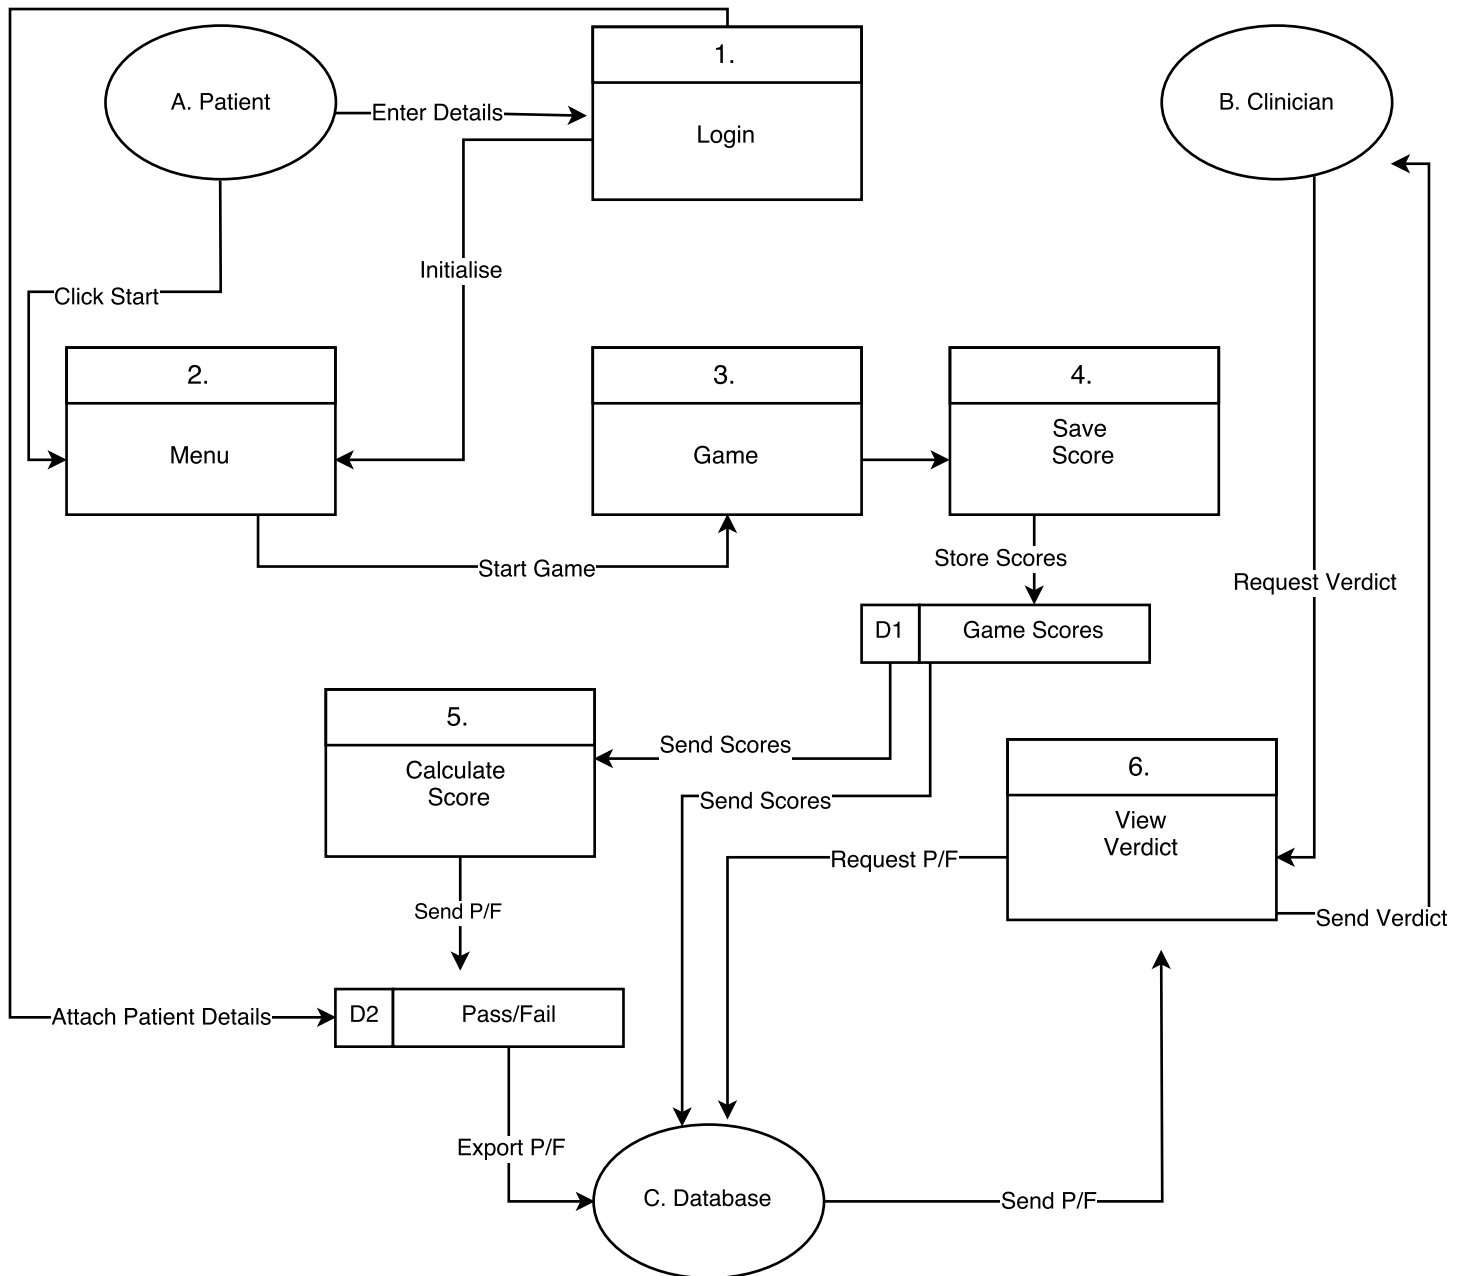 1.
A. Patient
B. Clinician
Enter Details
Login
Initialise
Click Start
2.
3.
4.
Menu
Game
Save
Score
Store Scores
Start Game
Request Verdict
D1
Game Scores
5.
Send Scores
Calculate
Score
6.
Send Scores
View
Verdict
Request P/F
Send P/F
Send Verdict
D2
Pass/Fail
Attach Patient Details
Export P/F
C. Database
Send P/F